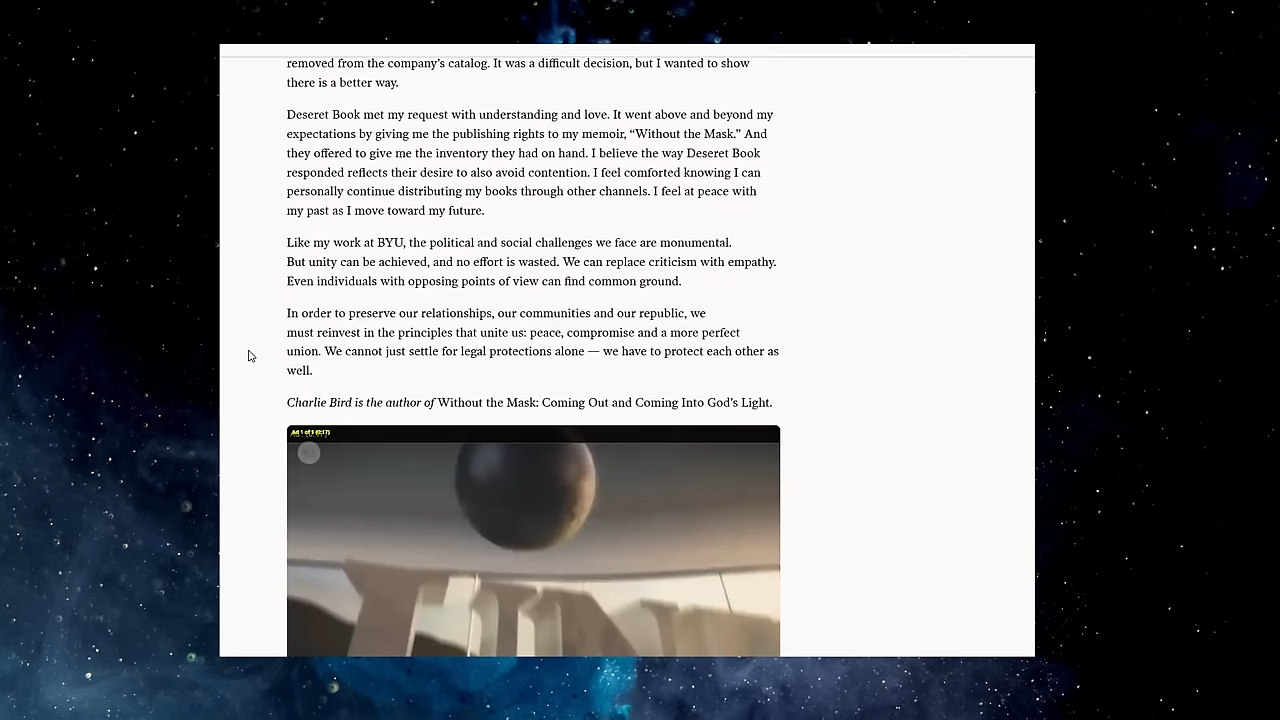 removed from the company’s catalog. It was a difficult decision, but I wanted to show
there is a better way.
Deseret Book met my request with understanding and love. It went above and beyond my
expectations by giving me the publishing rights to my memoir, “Without the Mask.” And
they offered to give me the inventory they had on hand. I believe the way Deseret Book
responded reflects their desire to also avoid contention. I feel comforted knowing I can
personally continue distributing my books through other channels. I feel at peace with
my past as I move toward my future.
Like my work at BYU, the political and social challenges we face are monumental.
But unity can be achieved, and no effort is wasted. We can replace criticism with empathy.
Even individuals with opposing points of view can find common ground.
In order to preserve our relationships, our communities and our republic, we
must reinvest in the principles that unite us: peace, compromise and a more perfect
union. We cannot just settle for legal protections alone — we have to protect each other as
well.
Charlie Bird is the author of Without the Mask: Coming Out and Coming Into God’s Light.
Ad 1 of 1